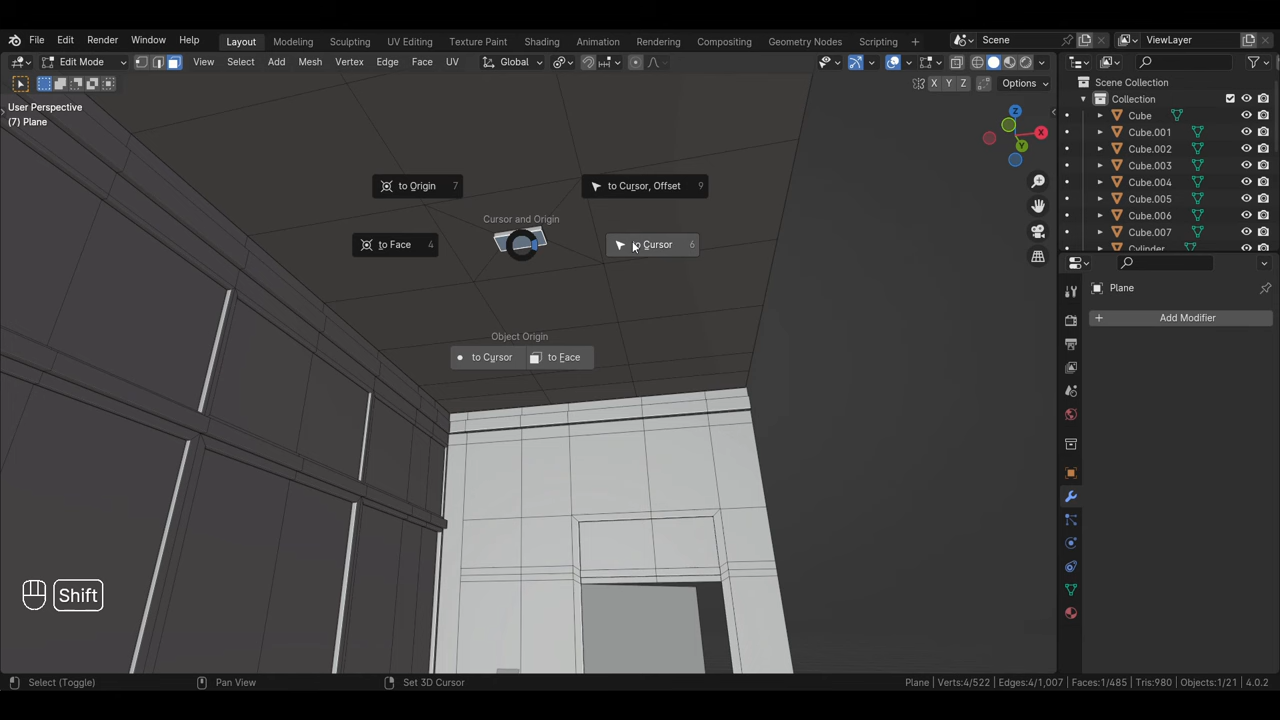 File Edit Render Window Help Layout Modeling Sculpting UV Editing Texture Paint Shading Animation Rendering Compositing Geometry Nodes Scripting + Scene ViewLayer
Edit Mode View Select Add Mesh Vertex Edge Face UV Global
X Y Z Options
User Perspective
(7) Plane
Z
X
Y
to Origin 7
to Cursor, Offset 9
Cursor and Origin
to Face 4
to Cursor 6
Object Origin
to Cursor
to Face
Shift
Scene Collection
Collection
Cube
Cube.001
Cube.002
Cube.003
Cube.004
Cube.005
Cube.006
Cube.007
Cylinder
Plane
+ Add Modifier
Select (Toggle) Pan View Set 3D Cursor Plane | Verts:4/522 | Edges:4/1,007 | Faces:1/485 | Tris:980 | Objects:1/21 | 4.0.2